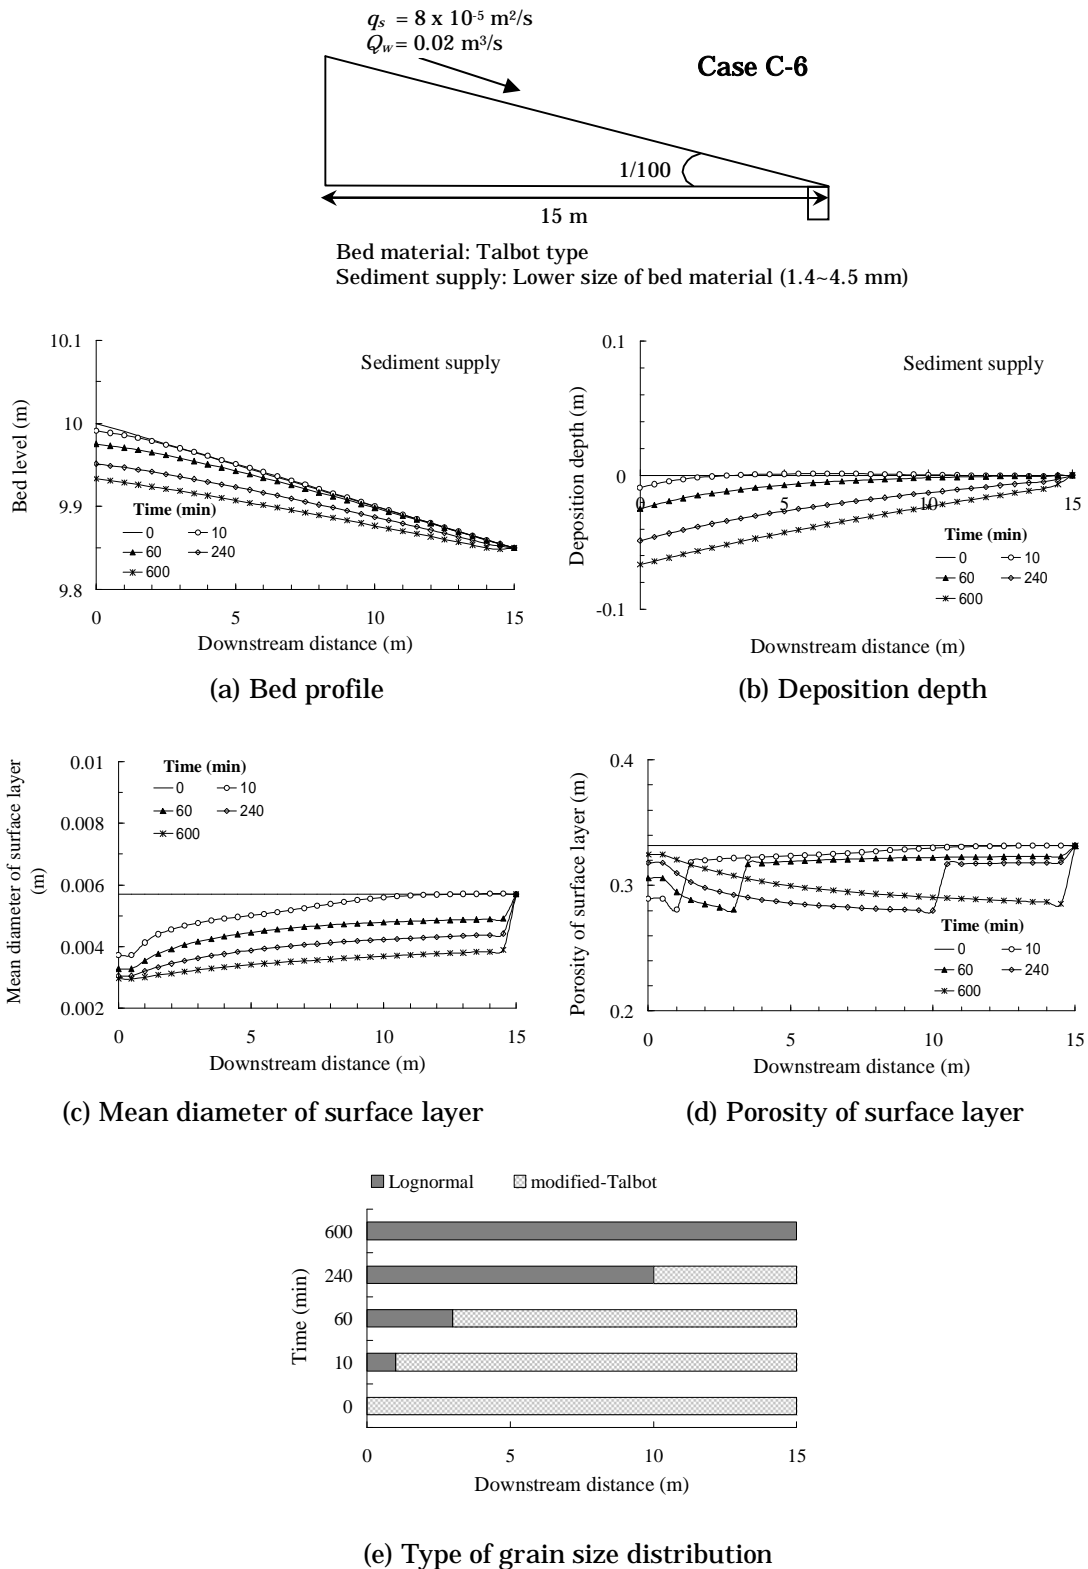 qs = 8 x 10-5 m²/s
Qw = 0.02 m³/s
Case C-6
1/100
15 m
Bed material: Talbot type
Sediment supply: Lower size of bed material (1.4~4.5 mm)
10.1
10
9.9
9.8
Bed level (m)
Sediment supply
Time (min)
0 10
60 240
600
0 5 10 15
Downstream distance (m)
(a) Bed profile
0.1
0
-0.1
Deposition depth (m)
Sediment supply
0 5 10 15
Time (min)
0 10
60 240
600
Downstream distance (m)
(b) Deposition depth
0.01
0.008
0.006
0.004
0.002
Mean diameter of surface layer
(m)
Time (min)
0 10
60 240
600
0 5 10 15
Downstream distance (m)
(c) Mean diameter of surface layer
0.4
0.3
0.2
Porosity of surface layer (m)
Time (min)
0 10
60 240
600
0 5 10 15
Downstream distance (m)
(d) Porosity of surface layer
Lognormal modified-Talbot
600
240
60
10
0
Time (min)
0 5 10 15
Downstream distance (m)
(e) Type of grain size distribution